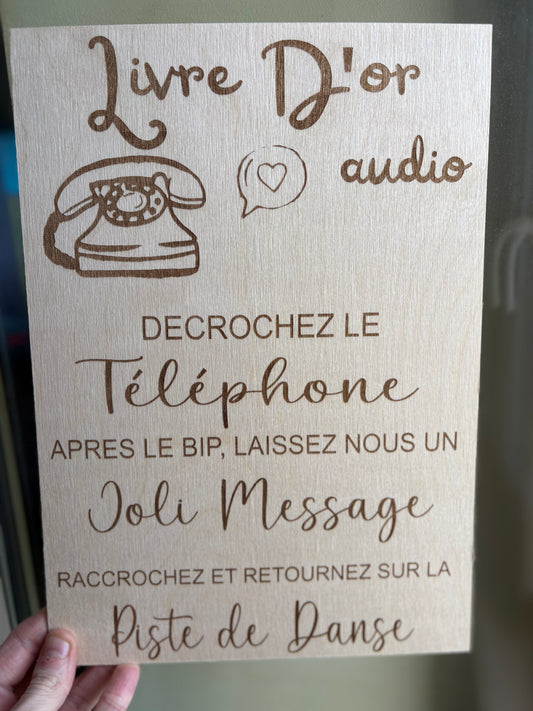 Livre D'or
audio
DECROCHEZ LE
Téléphone
APRES LE BIP, LAISSEZ NOUS UN
Joli Message
RACCROCHEZ ET RETOURNEZ SUR LA
Piste de Danse